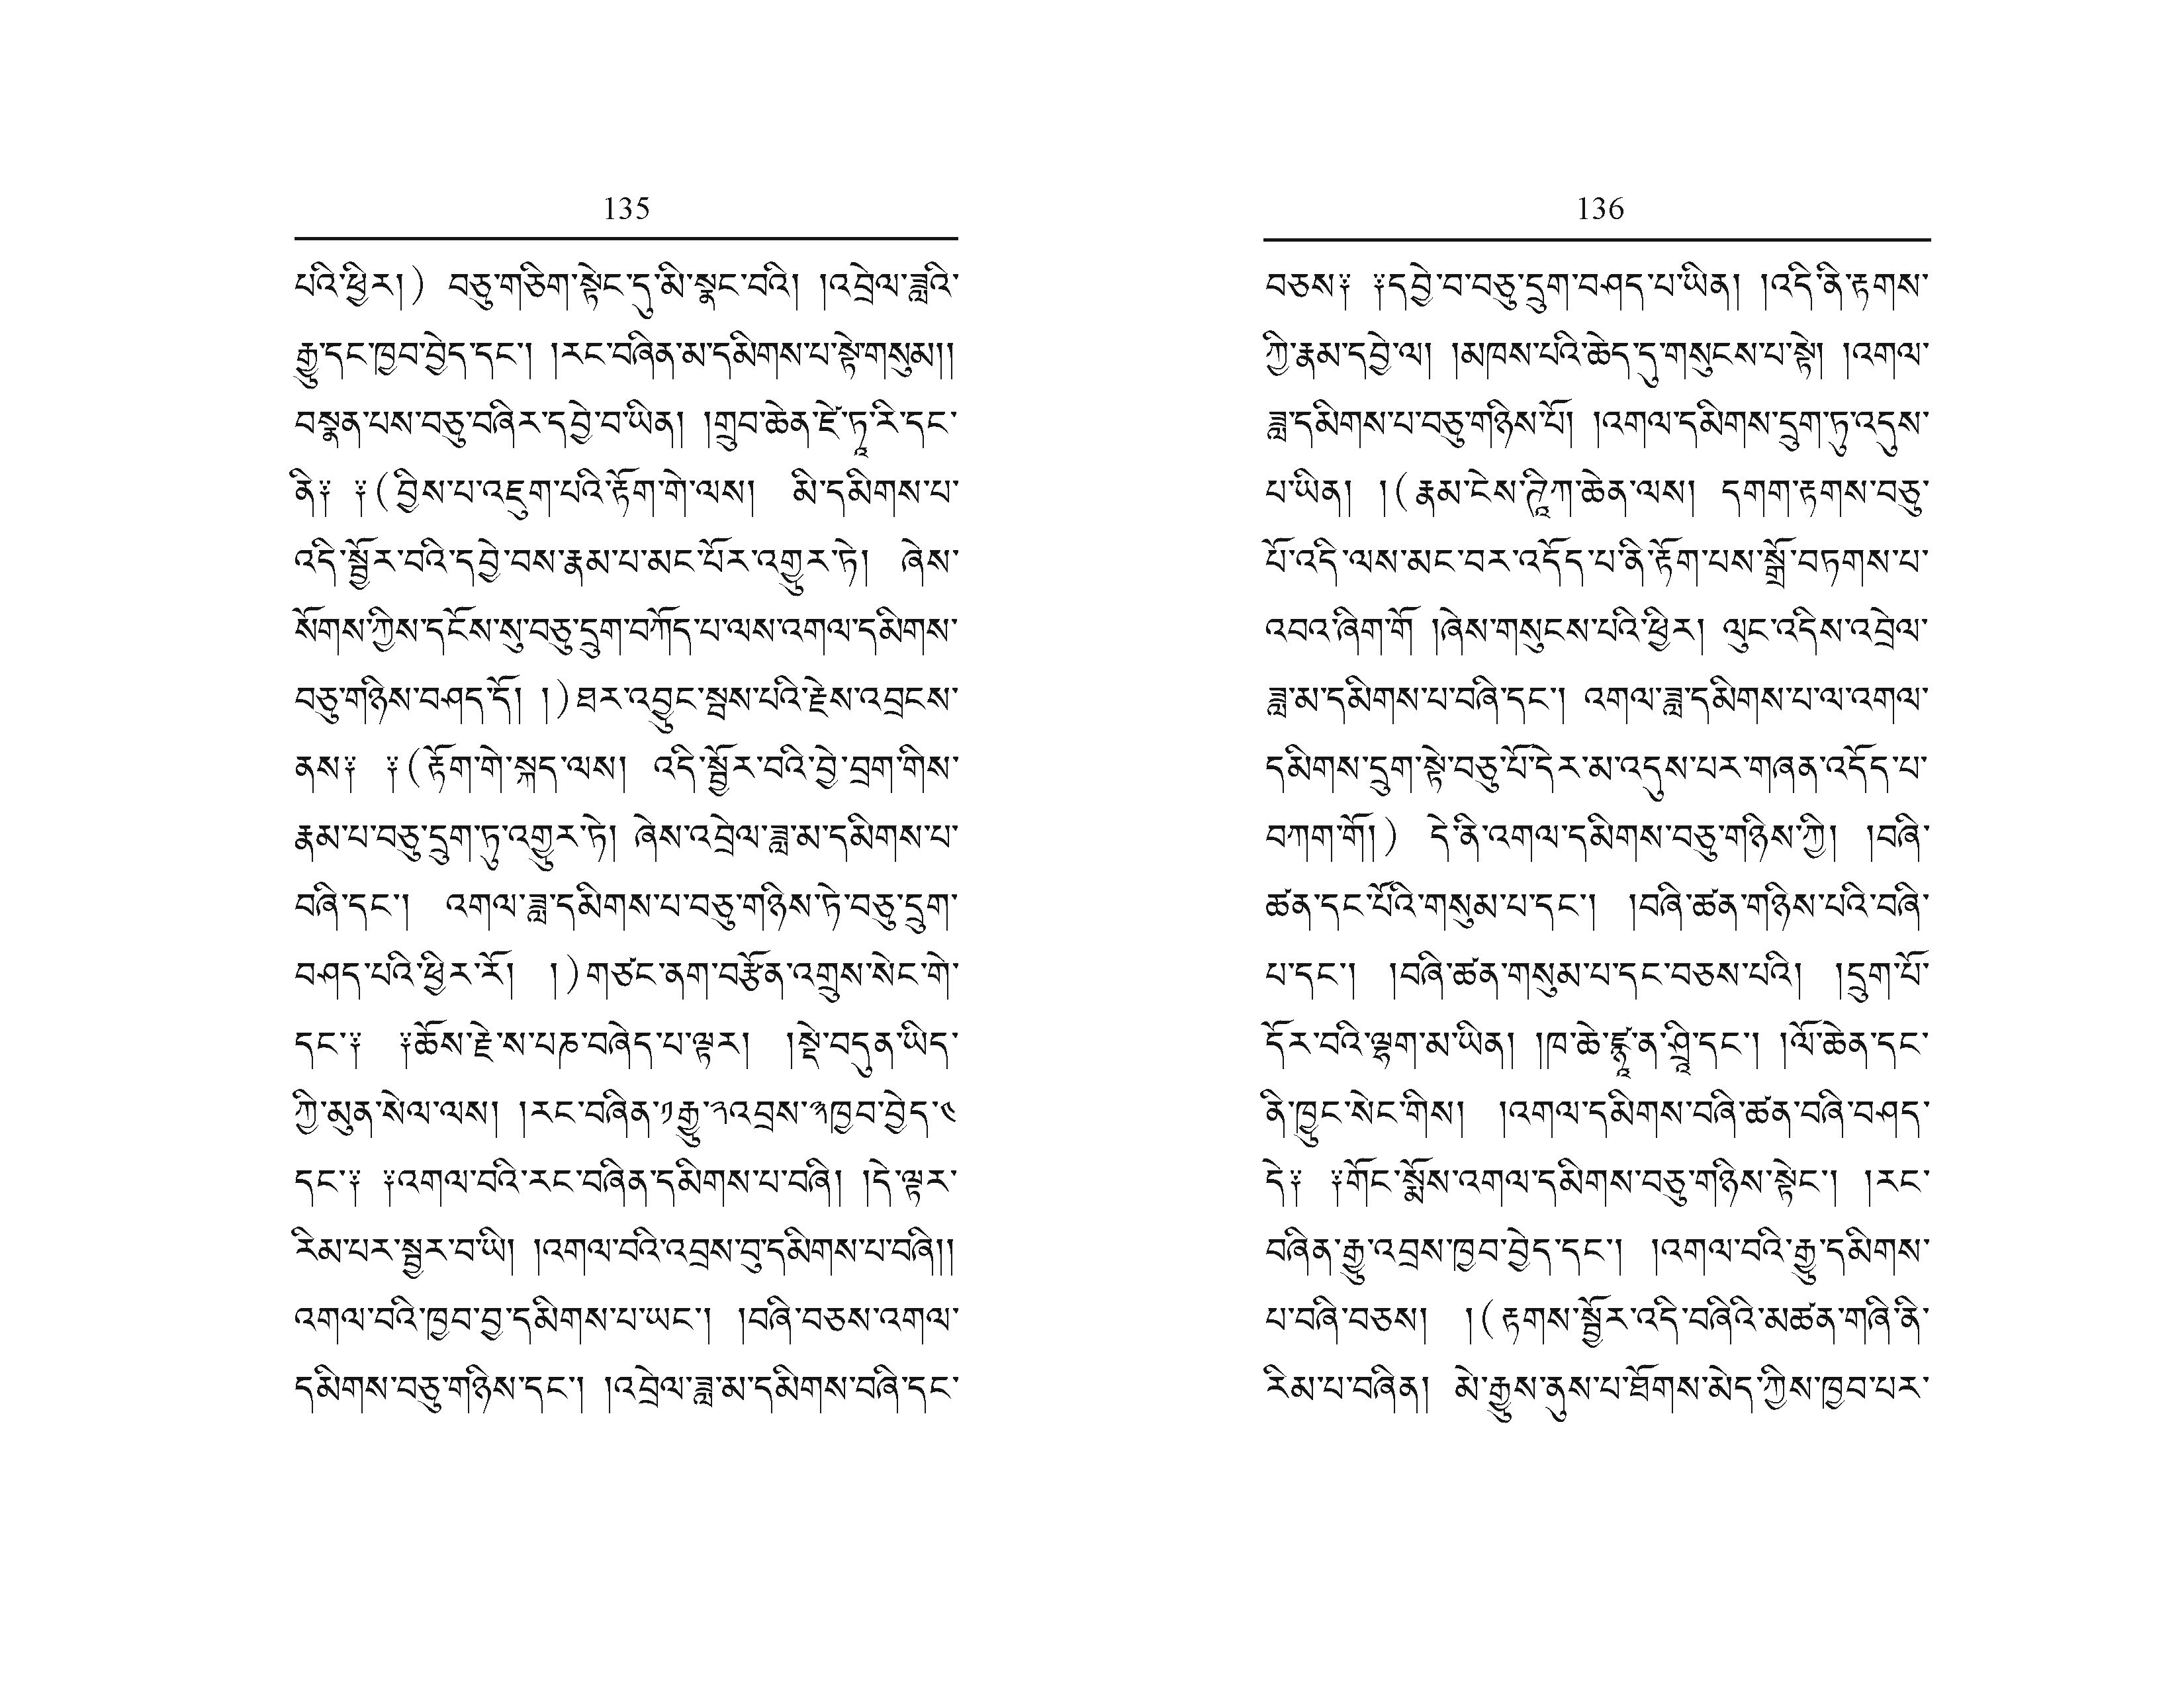 135
པའི་ཕྱིར།) བཅུ་གཅིག་སྟེང་དུ་མི་སྣང་བའི། །འབྲེལ་ཟླའི་
རྒྱུ་དང་ཁྱབ་བྱེད་དང་། །རང་བཞིན་མ་དམིགས་པ་སྟེ་གསུམ།།
བསྣན་པས་བཅུ་བཞིར་དབྱེ་བ་ཡིན། །གྲུབ་ཆེན་ཛེ་ཏཱ་རི་དང་
ནི༔ ༔(བྱིས་པ་འཇུག་པའི་རྟོག་གེ་ལས། མི་དམིགས་པ་
འདི་སྦྱོར་བའི་དབྱེ་བས་རྣམ་པ་མང་པོར་འགྱུར་ཏེ། ཞེས་
སོགས་ཀྱིས་དངོས་སུ་བཅུ་དྲུག་བཀོད་པ་ལས་འགལ་དམིགས་
བཅུ་གཉིས་བཤད་དོ། །)ཐར་འབྱུང་སྦས་པའི་རྗེས་འབྲངས་
ནས༔ ༔(རྟོག་གེ་སྐད་ལས། འདི་སྦྱོར་བའི་བྱེ་བྲག་གིས་
རྣམ་པ་བཅུ་དྲུག་ཏུ་འགྱུར་ཏེ། ཞེས་འབྲེལ་ཟླ་མ་དམིགས་པ་
བཞི་དང་། འགལ་ཟླ་དམིགས་པ་བཅུ་གཉིས་ཏེ་བཅུ་དྲུག་
བཤད་པའི་ཕྱིར་རོ། །)གཙང་ནག་བརྩོན་འགྲུས་སེང་གེ་
དང་༔ ༔ཆོས་རྗེ་ས་པཎ་བཞེད་པ་ལྟར། །སྡེ་བདུན་ཡིད་
ཀྱི་མུན་སེལ་ལས། །རང་བཞིན་༡རྒྱུ་༢འབྲས་༣ཁྱབ་བྱེད་༤
དང་༔ ༔འགལ་བའི་རང་བཞིན་དམིགས་པ་བཞི། །དེ་ལྟར་
རིམ་པར་སྦྱར་བ་ཡི། །འགལ་བའི་འབྲས་བུ་དམིགས་པ་བཞི།།
འགལ་བའི་ཁྱབ་བྱ་དམིགས་པ་ཡང་། །བཞི་བཅས་འགལ་
དམིགས་བཅུ་གཉིས་དང་། །འབྲེལ་ཟླ་མ་དམིགས་བཞི་དང་
136
བཅས༔ ༔དབྱེ་བ་བཅུ་དྲུག་བཤད་པ་ཡིན། །འདི་ནི་རྟགས་
ཀྱི་རྣམ་དབྱེ་ལ། །མཁས་པའི་ཆེད་དུ་གསུངས་པ་སྟེ། །འགལ་
ཟླ་དམིགས་པ་བཅུ་གཉིས་པོ། །འགལ་དམིགས་དྲུག་ཏུ་འདུས་
པ་ཡིན། །(རྣམ་ངེས་ཊཱིཀ་ཆེན་ལས། དགག་རྟགས་བཅུ་
པོ་འདི་ལས་མང་བར་འདོད་པ་ནི་རྟོག་པས་སྒྲོ་བཏགས་པ་
འབའ་ཞིག་གོ །ཞེས་གསུངས་པའི་ཕྱིར། ལུང་འདིས་འབྲེལ་
ཟླ་མ་དམིགས་པ་བཞི་དང་། འགལ་ཟླ་དམིགས་པ་ལ་འགལ་
དམིགས་དྲུག་སྟེ་བཅུ་པོ་དེར་མ་འདུས་པར་གཞན་འདོད་པ་
བཀག་གོ།) དེ་ནི་འགལ་དམིགས་བཅུ་གཉིས་ཀྱི། །བཞི་
ཚན་དང་པོའི་གསུམ་པ་དང་། །བཞི་ཚན་གཉིས་པའི་བཞི་
པ་དང་། །བཞི་ཚན་གསུམ་པ་དང་བཅས་པའི། །དྲུག་པོ་
དོར་བའི་ལྷག་མ་ཡིན། །ཁ་ཆེ་ཛྙཱ་ན་ཤྲཱི་དང་། །ལོ་ཆེན་དང་
ནི་ཁྱུང་སེང་གིས། །འགལ་དམིགས་བཞི་ཚན་བཞི་བཤད་
དེ༔ ༔གོང་སྨོས་འགལ་དམིགས་བཅུ་གཉིས་སྟེང་། །རང་
བཞིན་རྒྱུ་འབྲས་ཁྱབ་བྱེད་དང་། །འགལ་བའི་རྒྱུ་དམིགས་
པ་བཞི་བཅས། །(རྟགས་སྦྱོར་འདི་བཞིའི་མཚན་གཞི་ནི་
རིམ་པ་བཞིན། མེ་རྒྱུས་ནུས་པ་ཐོགས་མེད་ཀྱིས་ཁྱབ་པར་